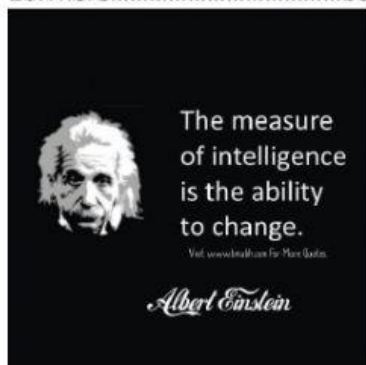 The measure
of intelligence
is the ability
to change.
Visit For More Quotes.
Albert Einstein